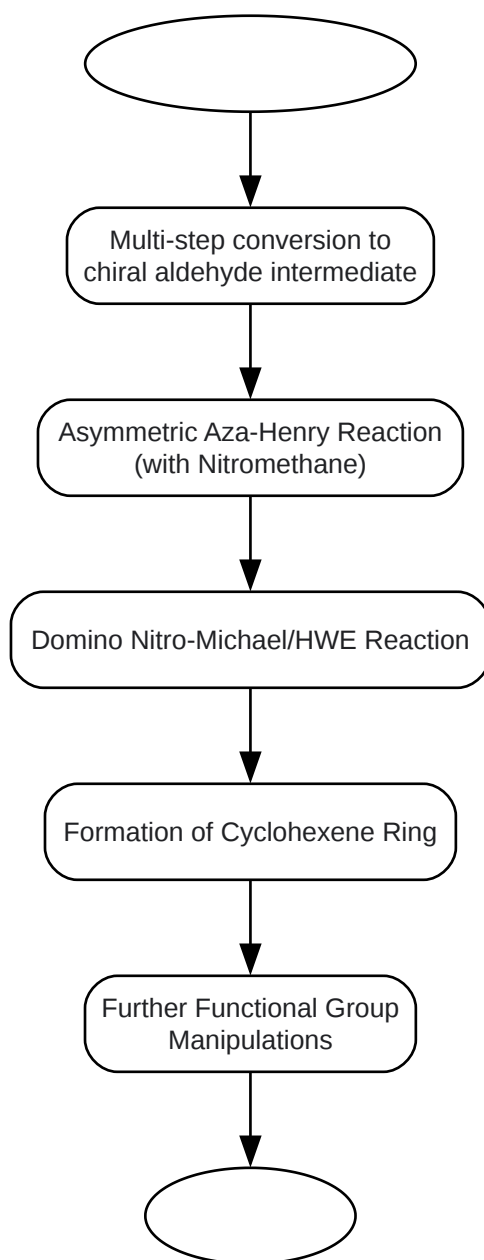 Multi-step conversion to
chiral aldehyde intermediate
Asymmetric Aza-Henry Reaction
(with Nitromethane)
Domino Nitro-Michael/HWE Reaction
Formation of Cyclohexene Ring
Further Functional Group
Manipulations